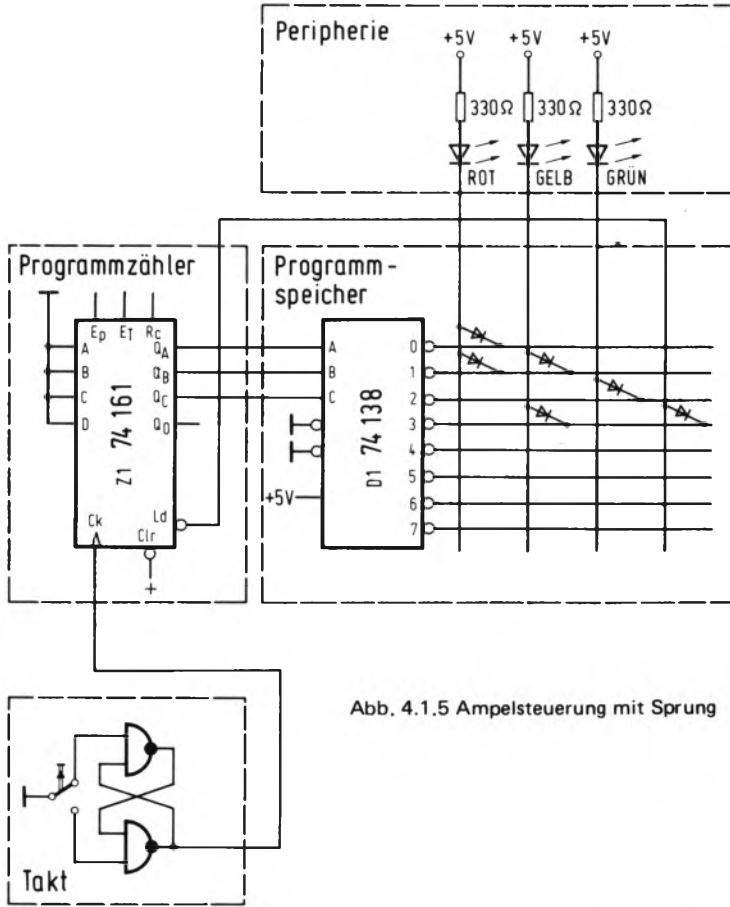 Peripherie
+5V +5V +5V
330Ω 330Ω 330Ω
ROT GELB GRÜN
Programmzähler
Ep ET RC
A QA
B QB
C QC
D QD
Z1 74 161
Ck Ld
Clr
+
Programm-
speicher
A 0
B 1
C 2
3
4
5
6
7
D1 74 138
+5V
Abb. 4.1.5 Ampelsteuerung mit Sprung
Takt